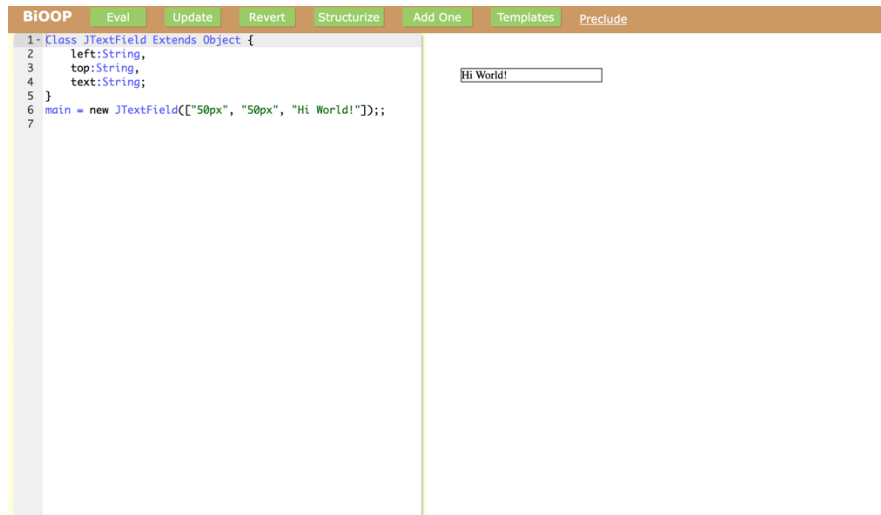 BiOOP Eval Update Revert Structurize Add One Templates Preclude
1 Class JTextField Extends Object {
2     left:String,
3     top:String,
4     text:String;
5 }
6 main = new JTextField(["50px", "50px", "Hi World!"]);;
7
Hi World!